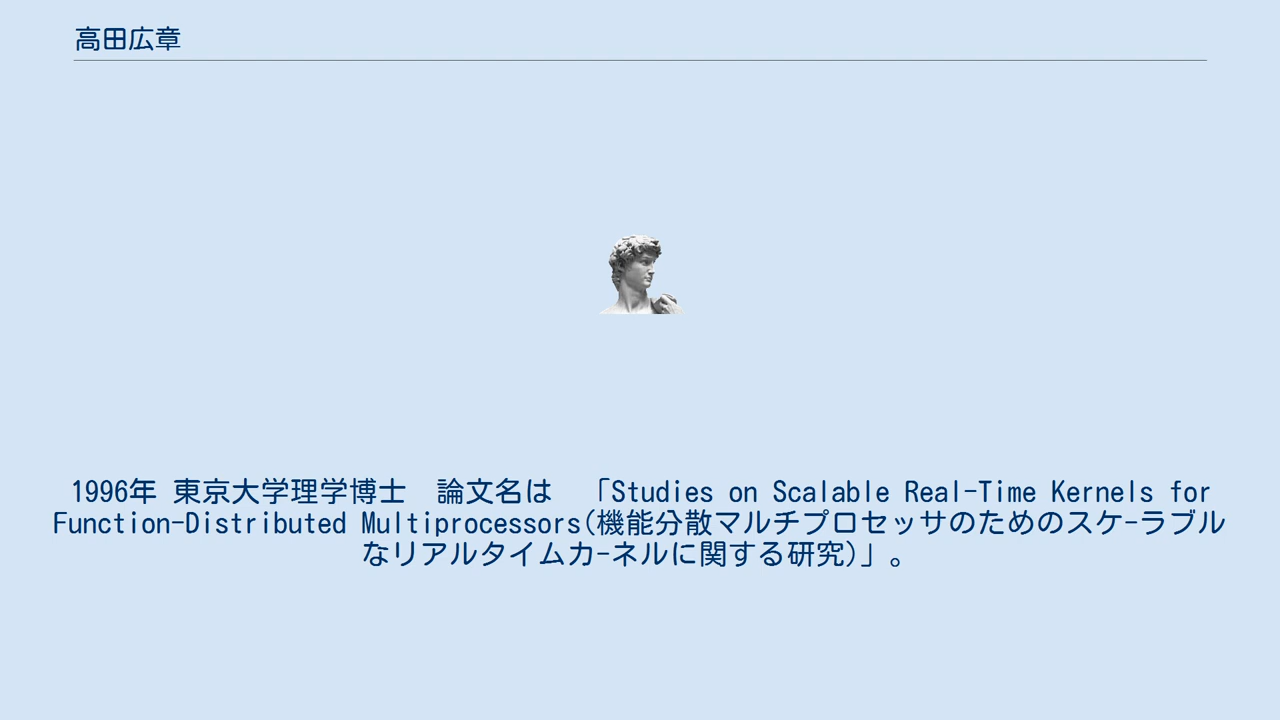 高田広章
1996年 東京大学理学博士　論文名は　「Studies on Scalable Real-Time Kernels for
Function-Distributed Multiprocessors(機能分散マルチプロセッサのためのスケ-ラブル
なリアルタイムカ-ネルに関する研究)」。